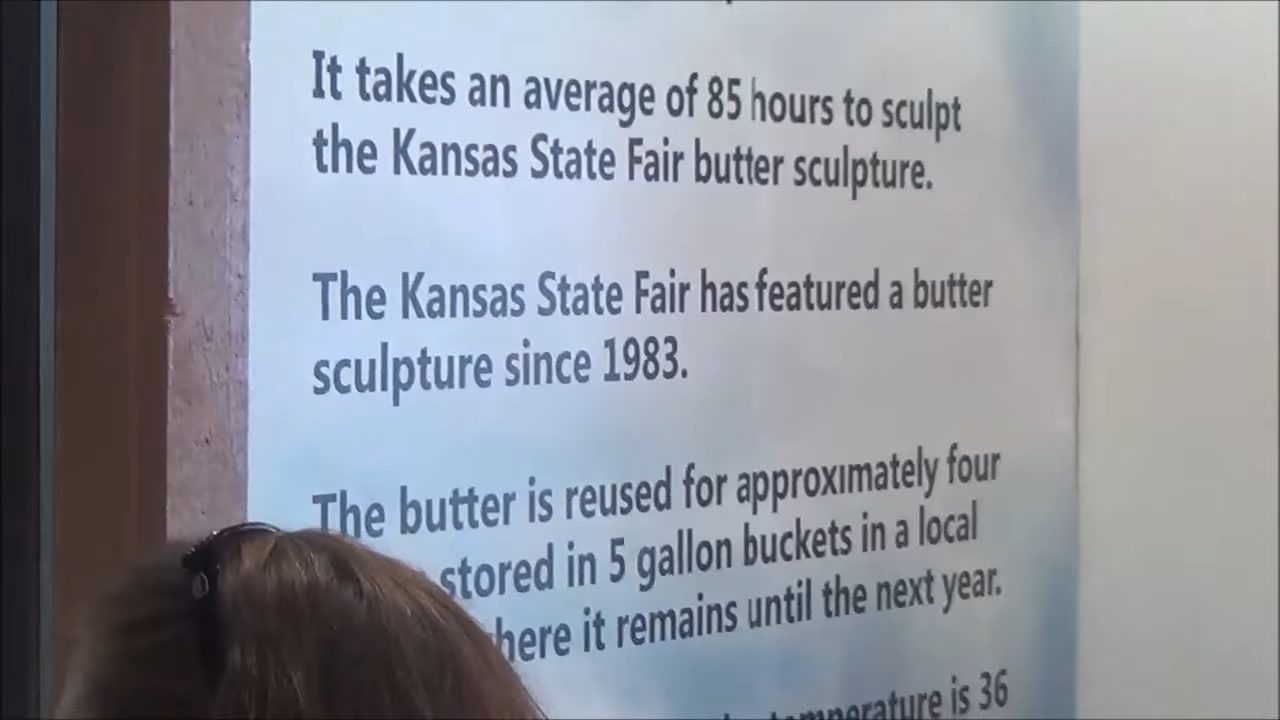 It takes an average of 85 hours to sculpt
the Kansas State Fair butter sculpture.
The Kansas State Fair has featured a butter
sculpture since 1983.
The butter is reused for approximately four
stored in 5 gallon buckets in a local
here it remains until the next year.
temperature is 36